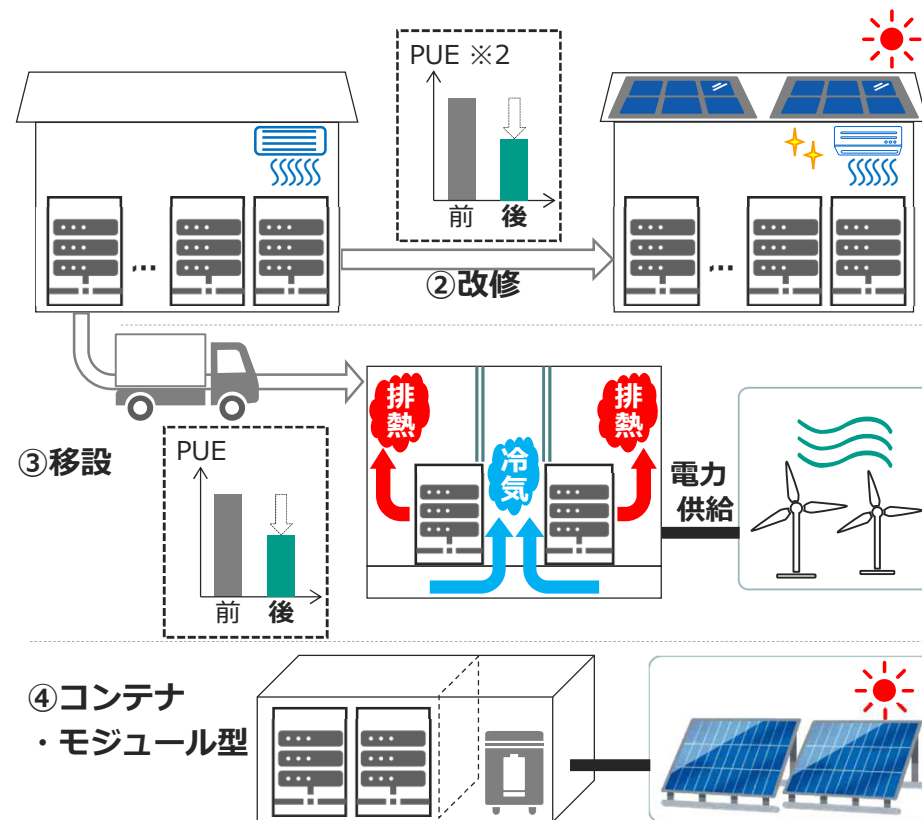 PUE ※2
前 後
②改修
③移設
PUE
前 後
排熱
冷気
排熱
電力
供給
④コンテナ
・モジュール型